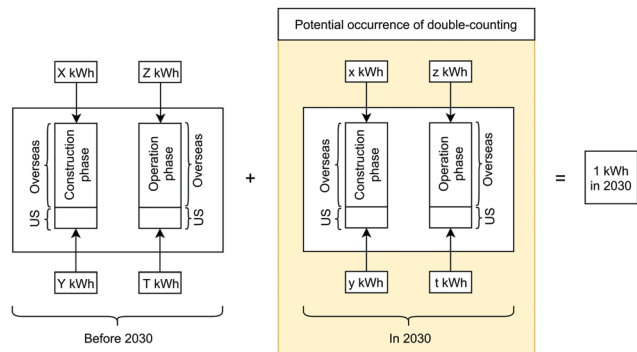 Potential occurrence of double-counting
X kWh
Z kWh
x kWh
z kWh
Overseas
Construction
phase
Operation
phase
Overseas
US
US
+
Overseas
Construction
phase
Operation
phase
Overseas
US
US
=
1 kWh
in 2030
Y kWh
T kWh
y kWh
t kWh
Before 2030
In 2030